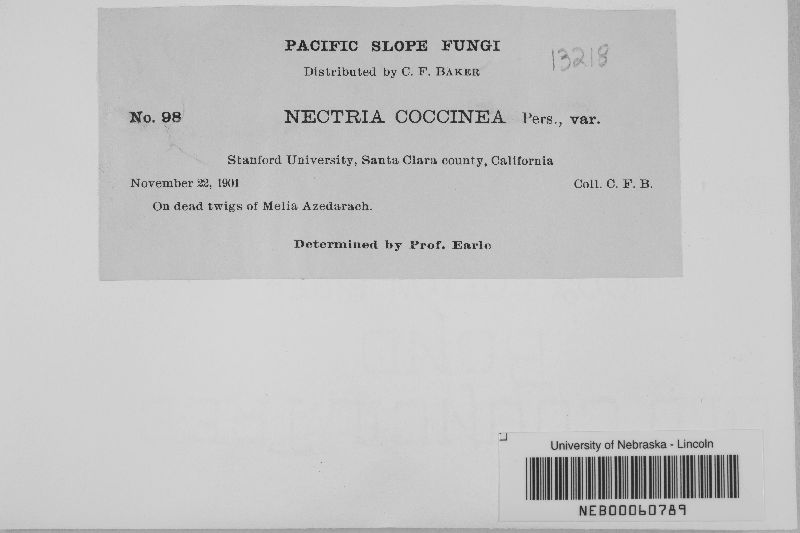 PACIFIC SLOPE FUNGI
Distributed by C. F. BAKER
13218
No. 98 NECTRIA COCCINEA Pers., var.
Stanford University, Santa Clara county, California
November 22, 1901 Coll. C. F. B.
On dead twigs of Melia Azedarach.
Determined by Prof. Earle
University of Nebraska - Lincoln
NEB00060789